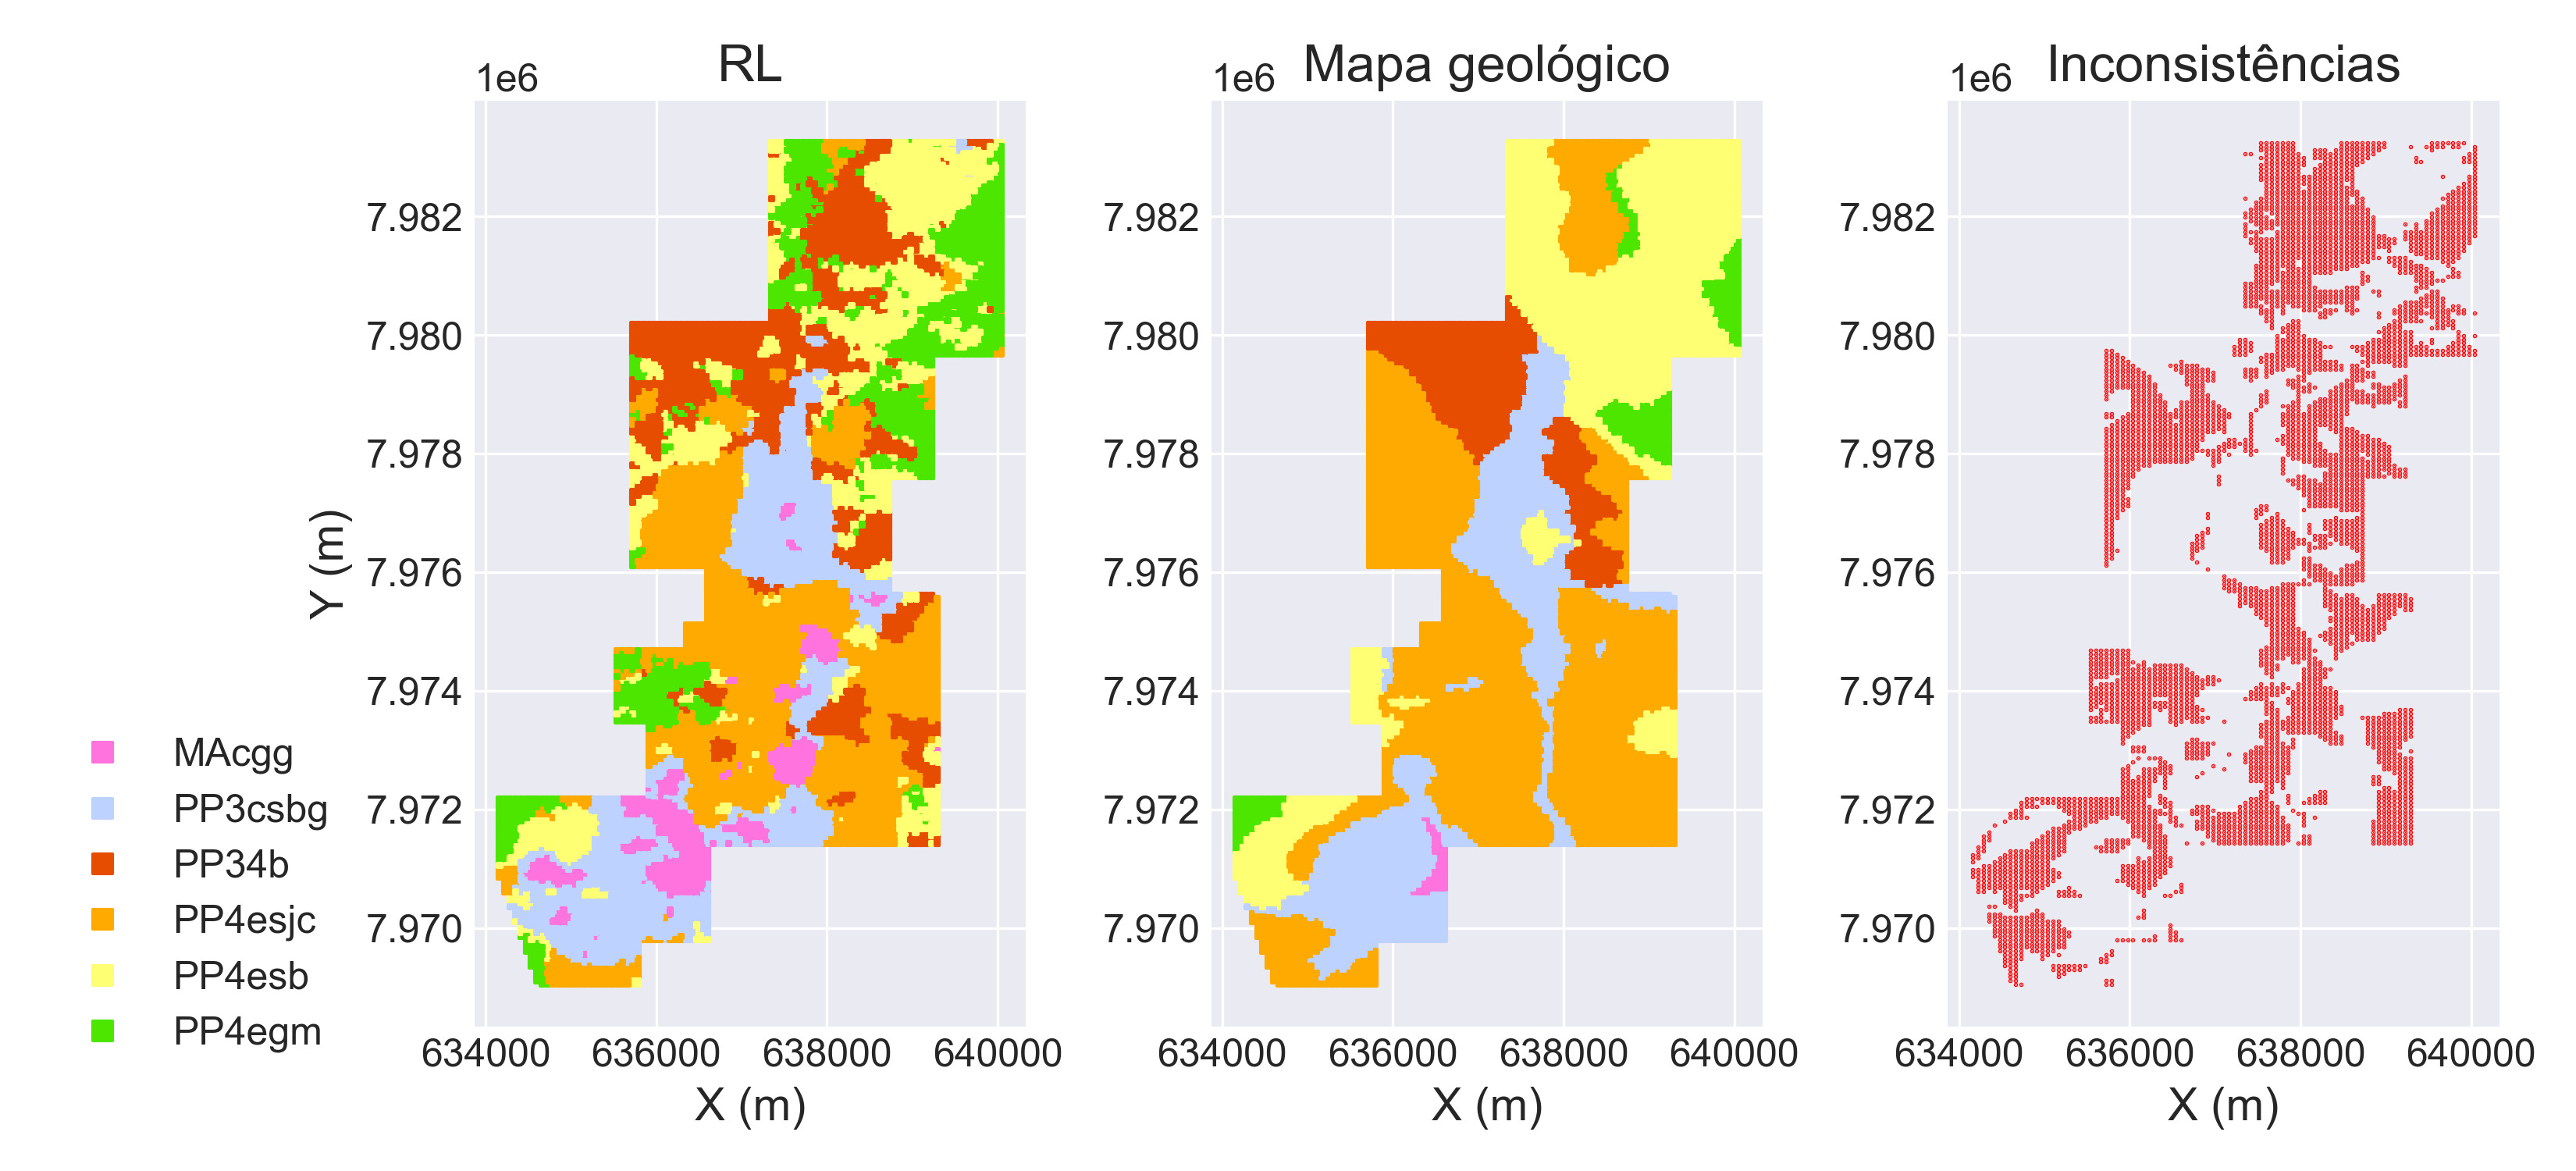 RL
1e6
7.982
7.980
7.978
7.976
7.974
7.972
7.970
Y (m)
634000 636000 638000 640000
X (m)
MAcgg
PP3csbg
PP34b
PP4esjc
PP4esb
PP4egm
Mapa geológico
1e6
7.982
7.980
7.978
7.976
7.974
7.972
7.970
634000 636000 638000 640000
X (m)
Inconsistências
1e6
7.982
7.980
7.978
7.976
7.974
7.972
7.970
634000 636000 638000 640000
X (m)